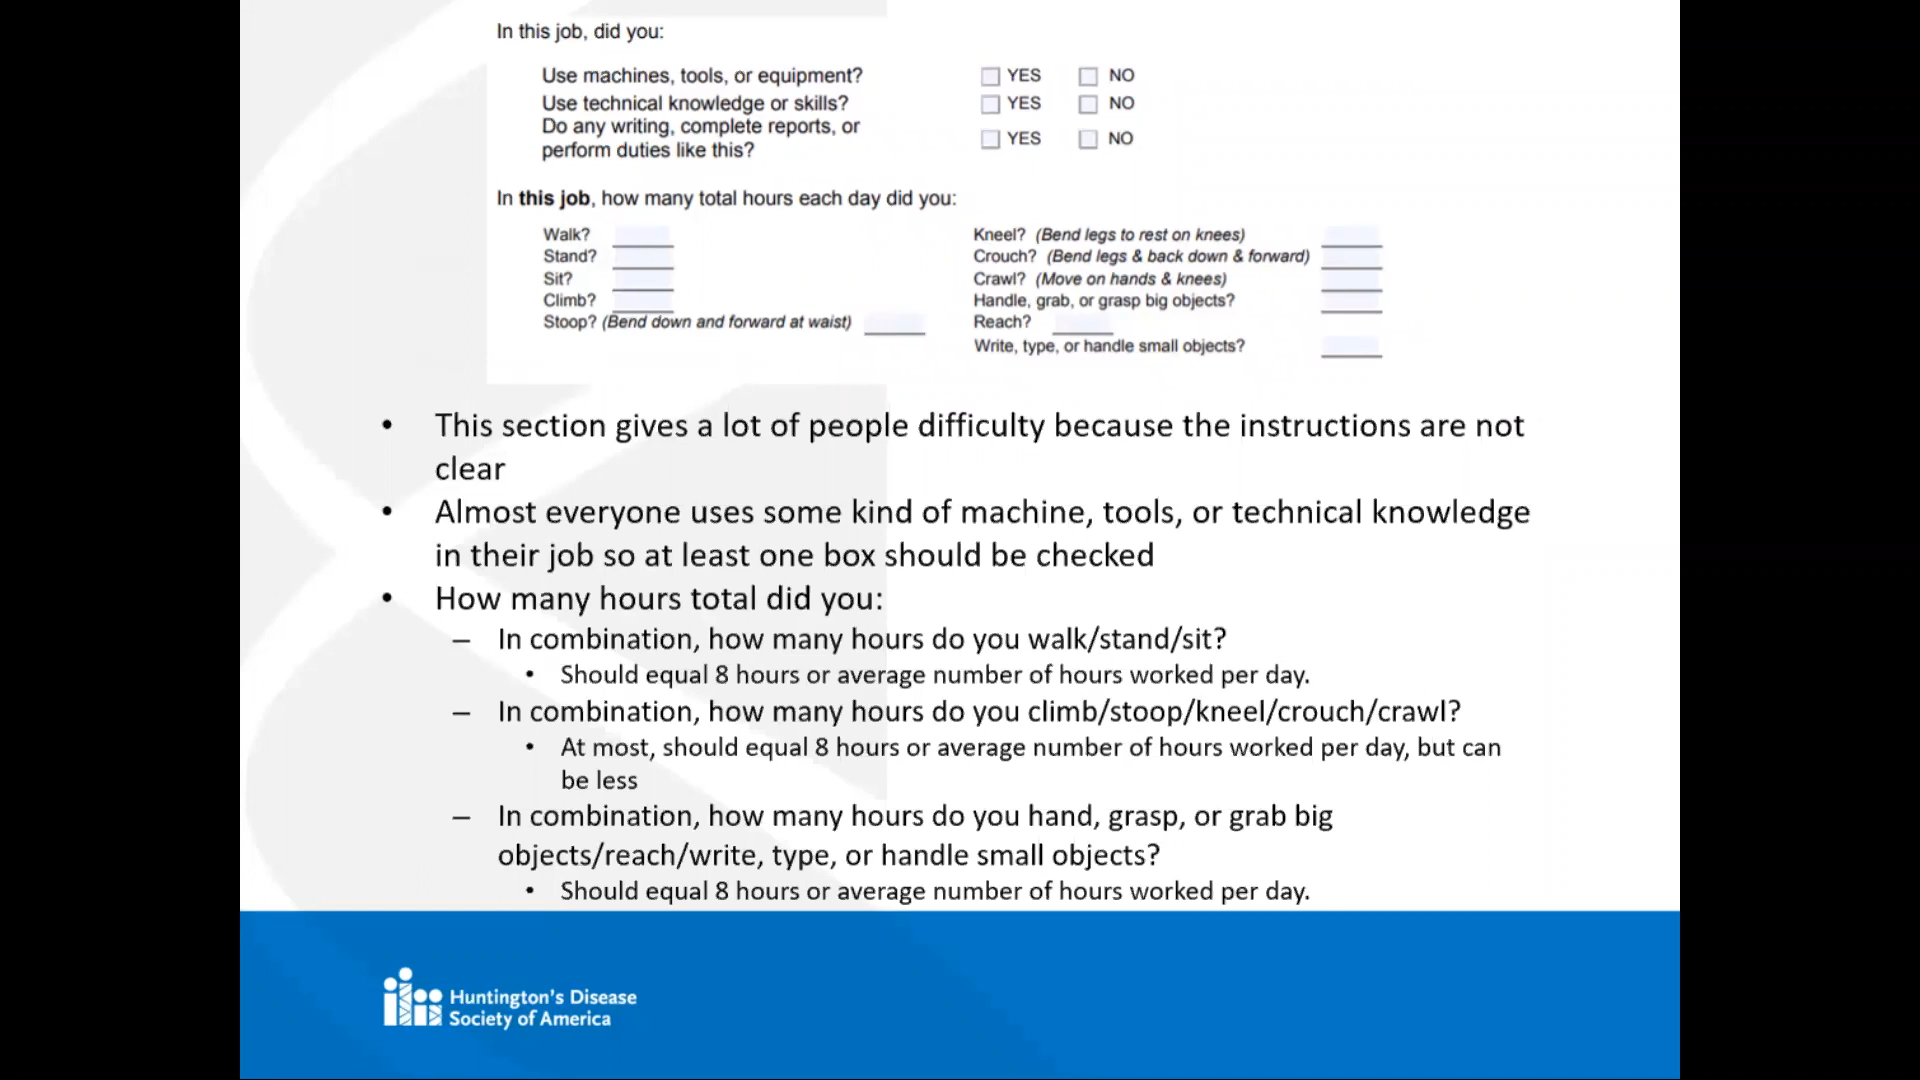 In this job, did you:
Use machines, tools, or equipment? YES NO
Use technical knowledge or skills? YES NO
Do any writing, complete reports, or
perform duties like this? YES NO
In this job, how many total hours each day did you:
Walk?
Stand?
Sit?
Climb?
Stoop? (Bend down and forward at waist)
Kneel? (Bend legs to rest on knees)
Crouch? (Bend legs & back down & forward)
Crawl? (Move on hands & knees)
Handle, grab, or grasp big objects?
Reach?
Write, type, or handle small objects?
• This section gives a lot of people difficulty because the instructions are not
clear
• Almost everyone uses some kind of machine, tools, or technical knowledge
in their job so at least one box should be checked
• How many hours total did you:
– In combination, how many hours do you walk/stand/sit?
• Should equal 8 hours or average number of hours worked per day.
– In combination, how many hours do you climb/stoop/kneel/crouch/crawl?
• At most, should equal 8 hours or average number of hours worked per day, but can
be less
– In combination, how many hours do you hand, grasp, or grab big
objects/reach/write, type, or handle small objects?
• Should equal 8 hours or average number of hours worked per day.
Huntington's Disease
Society of America